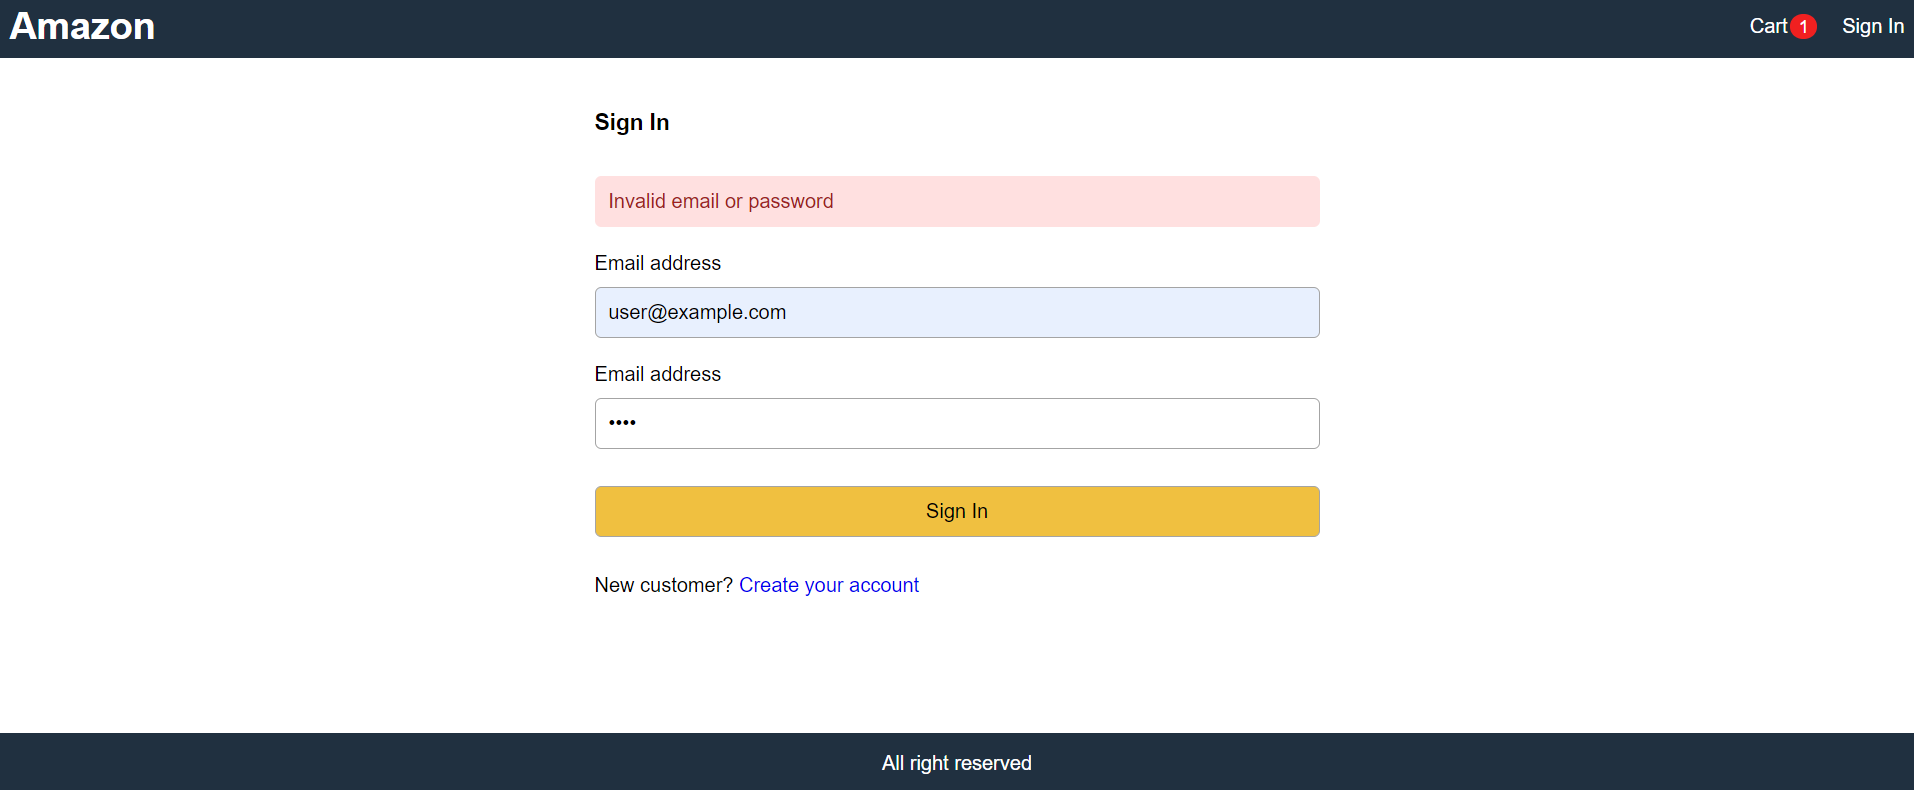 Amazon
Cart 1 Sign In
Sign In
Invalid email or password
Email address
user@example.com
Email address
••••
Sign In
New customer? Create your account
All right reserved